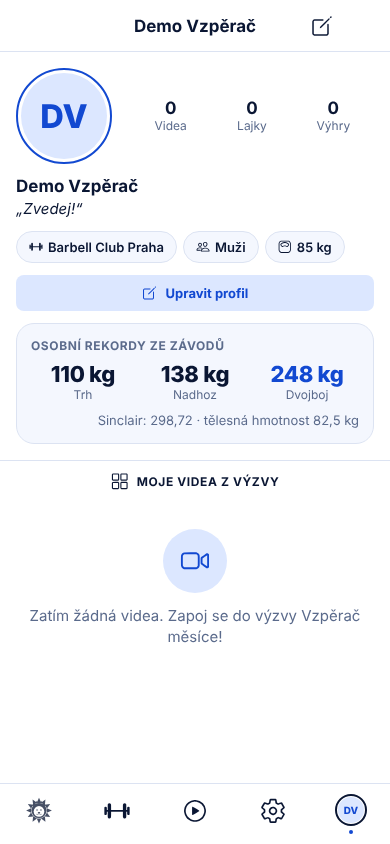 Demo Vzpěrač
DV
0 0 0
Videa Lajky Výhry
Demo Vzpěrač
„Zvedej!“
Barbell Club Praha Muži 85 kg
Upravit profil
OSOBNÍ REKORDY ZE ZÁVODŮ
110 kg 138 kg 248 kg
Trh Nadhoz Dvojboj
Sinclair: 298,72 · tělesná hmotnost 82,5 kg
MOJE VIDEA Z VÝZVY
Zatím žádná videa. Zapoj se do výzvy Vzpěrač
měsíce!
DV